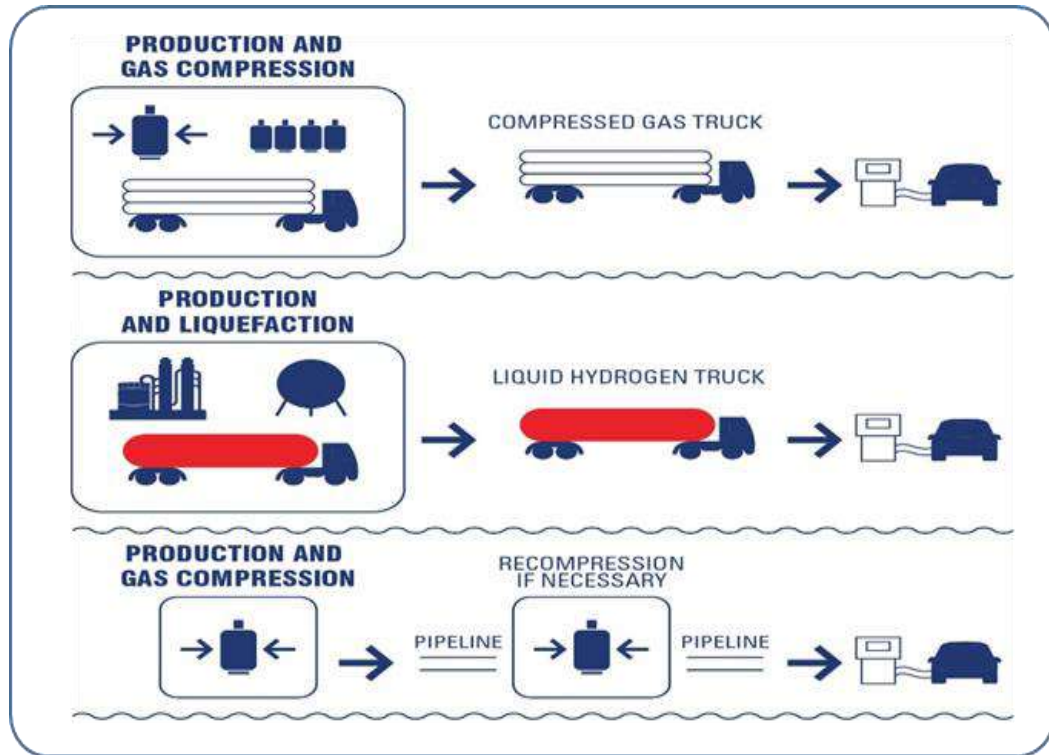 PRODUCTION AND
GAS COMPRESSION
COMPRESSED GAS TRUCK
PRODUCTION
AND LIQUEFACTION
LIQUID HYDROGEN TRUCK
PRODUCTION AND
GAS COMPRESSION
RECOMPRESSION
IF NECESSARY
PIPELINE
PIPELINE